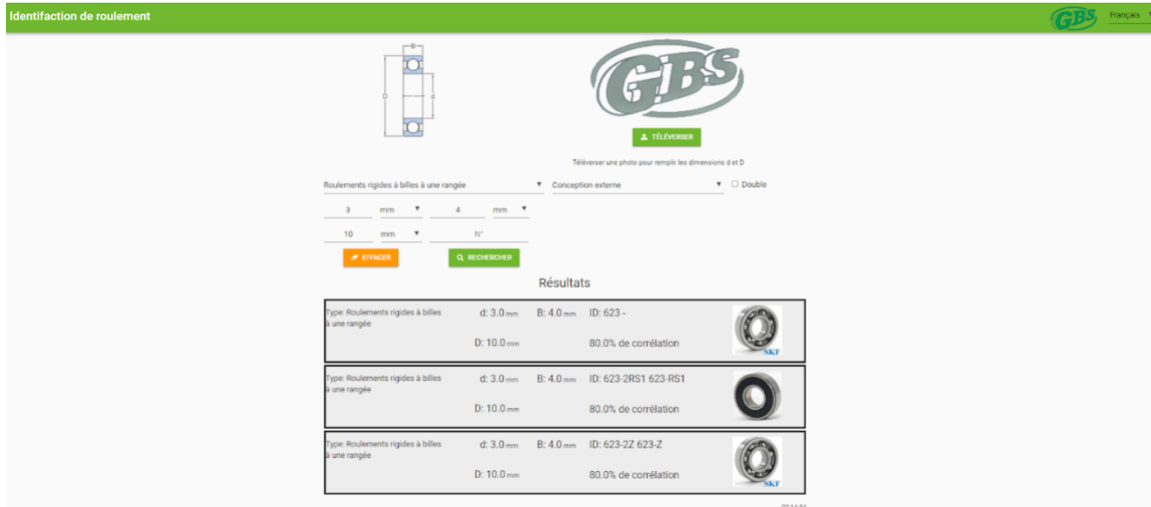 Identifaction de roulement
GBS
Français
B
D
d
GBS
TÉLÉVERSER
Téléverser une photo pour remplir les dimensions d et D
Roulements rigides à billes à une rangée
Conception externe
Double
3 mm 4 mm
10 mm N°
EFFACER RECHERCHER
Résultats
Type: Roulements rigides à billes
à une rangée
d: 3.0 mm B: 4.0 mm ID: 623 -
D: 10.0 mm 80.0% de corrélation
SKF
Type: Roulements rigides à billes
à une rangée
d: 3.0 mm B: 4.0 mm ID: 623-2RS1 623-RS1
D: 10.0 mm 80.0% de corrélation
Type: Roulements rigides à billes
à une rangée
d: 3.0 mm B: 4.0 mm ID: 623-2Z 623-Z
D: 10.0 mm 80.0% de corrélation
SKF